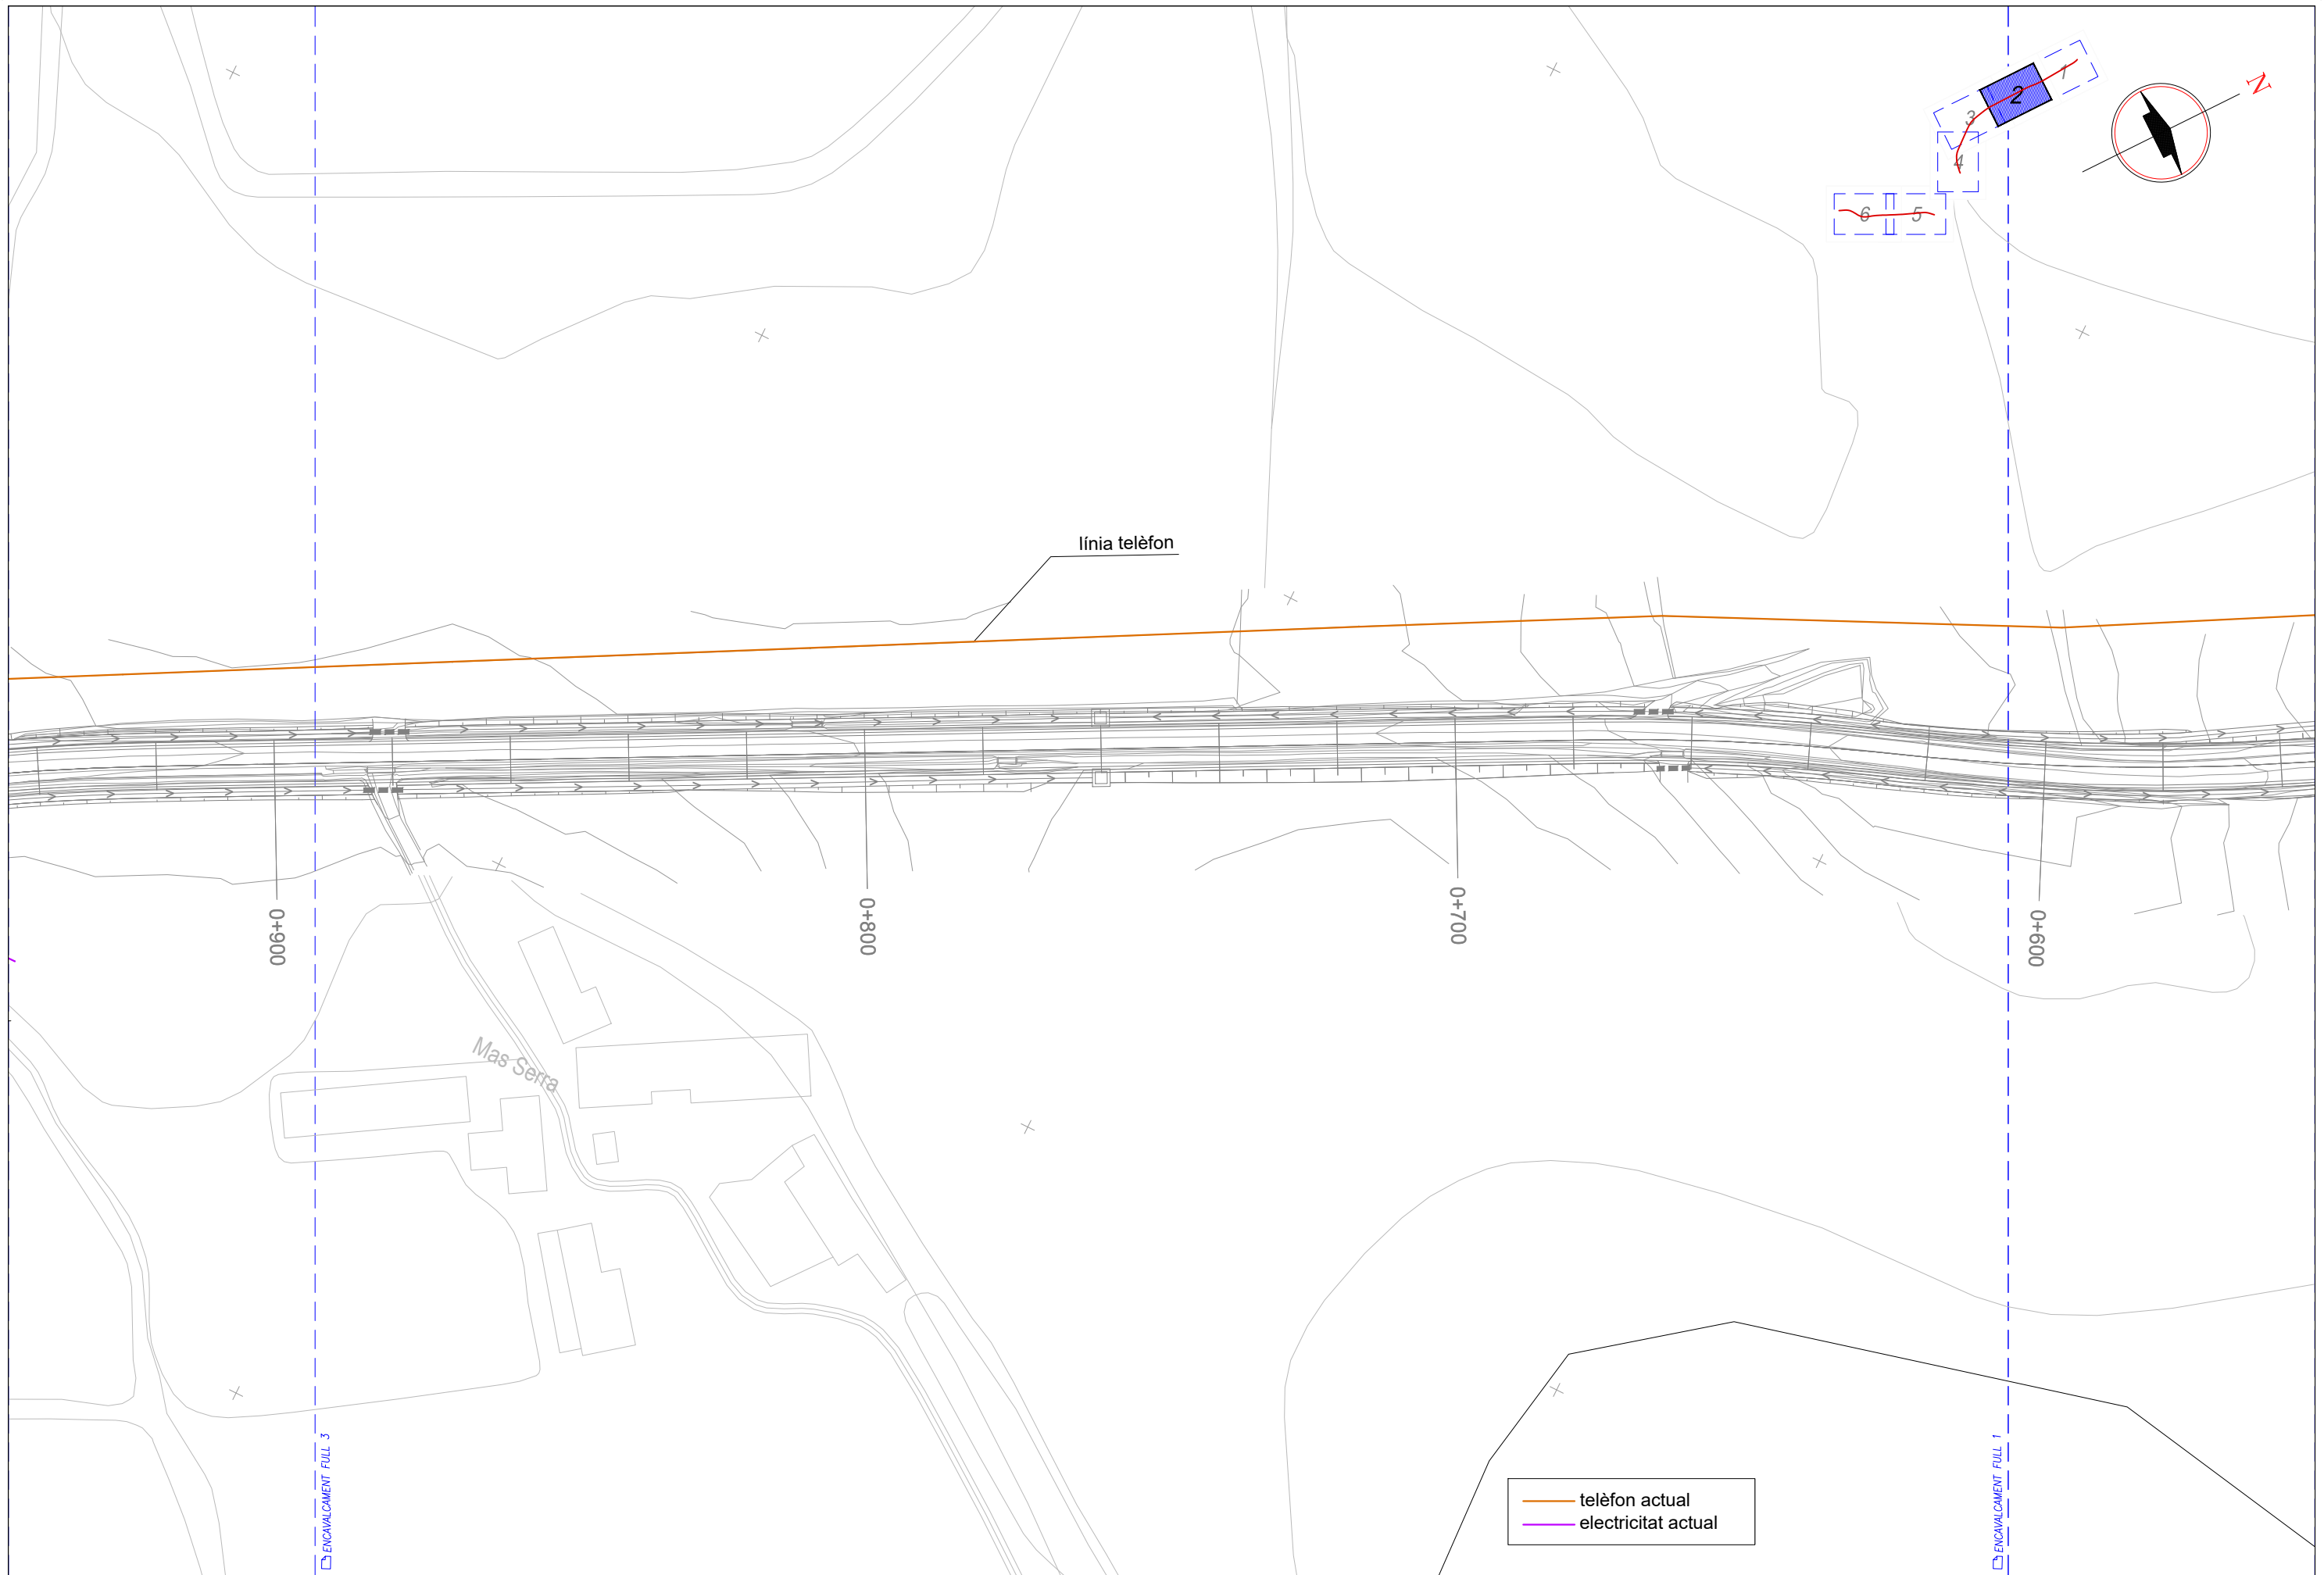 1
2
3
4
5
6
N
línia telèfon
0+900
0+800
0+700
0+600
Mas Serra
ENCAVALCAMENT FULL 3
ENCAVALCAMENT FULL 1
telèfon actual
electricitat actual